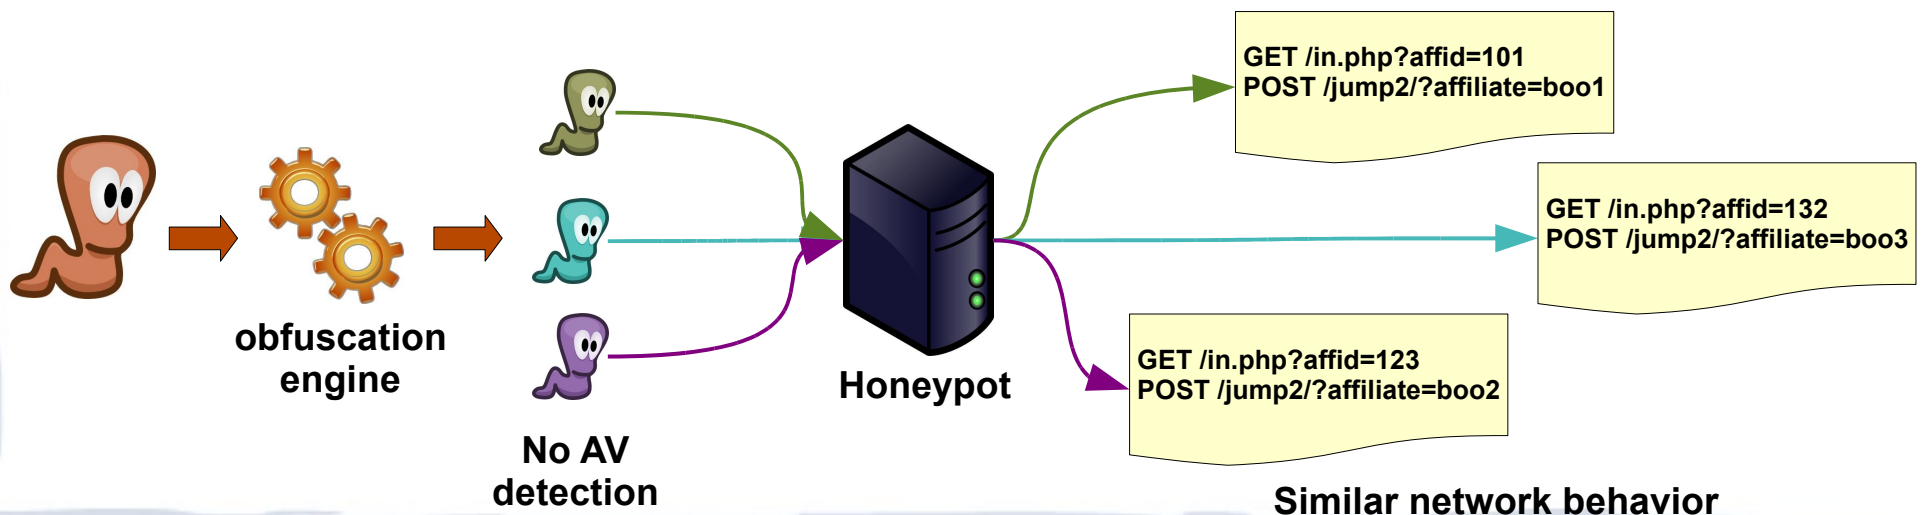 obfuscation
engine
No AV
detection
Honeypot
GET /in.php?affid=101
POST /jump2/?affiliate=boo1
GET /in.php?affid=132
POST /jump2/?affiliate=boo3
GET /in.php?affid=123
POST /jump2/?affiliate=boo2
Similar network behavior